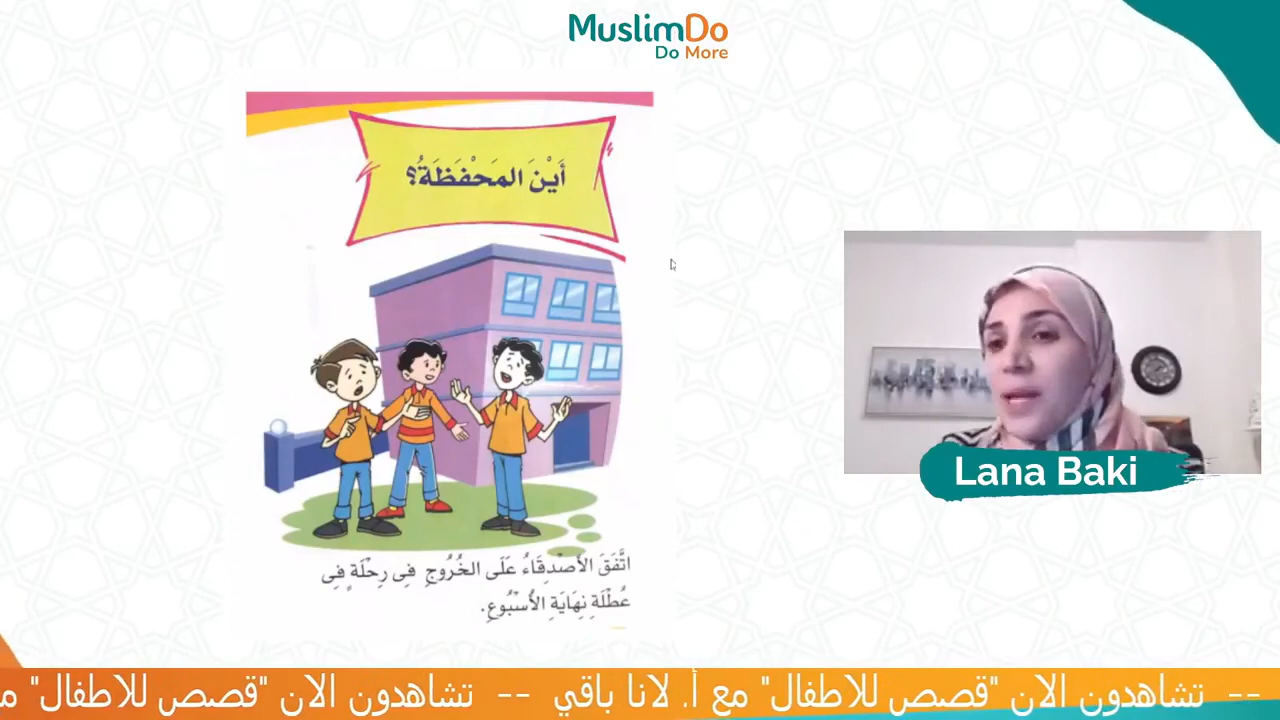 MuslimDo
Do More
أَيْنَ المَحْفَظَةُ؟
اتَّفَقَ الأَصْدِقَاءُ عَلَى الخُرُوجِ فِى رِحْلَةٍ فِى
عُطْلَةِ نِهَايَةِ الأُسْبُوعِ.
Lana Baki
-- تشاهدون الان "قصص للاطفال" مع أ. لانا باقي -- تشاهدون الان "قصص للاطفال"